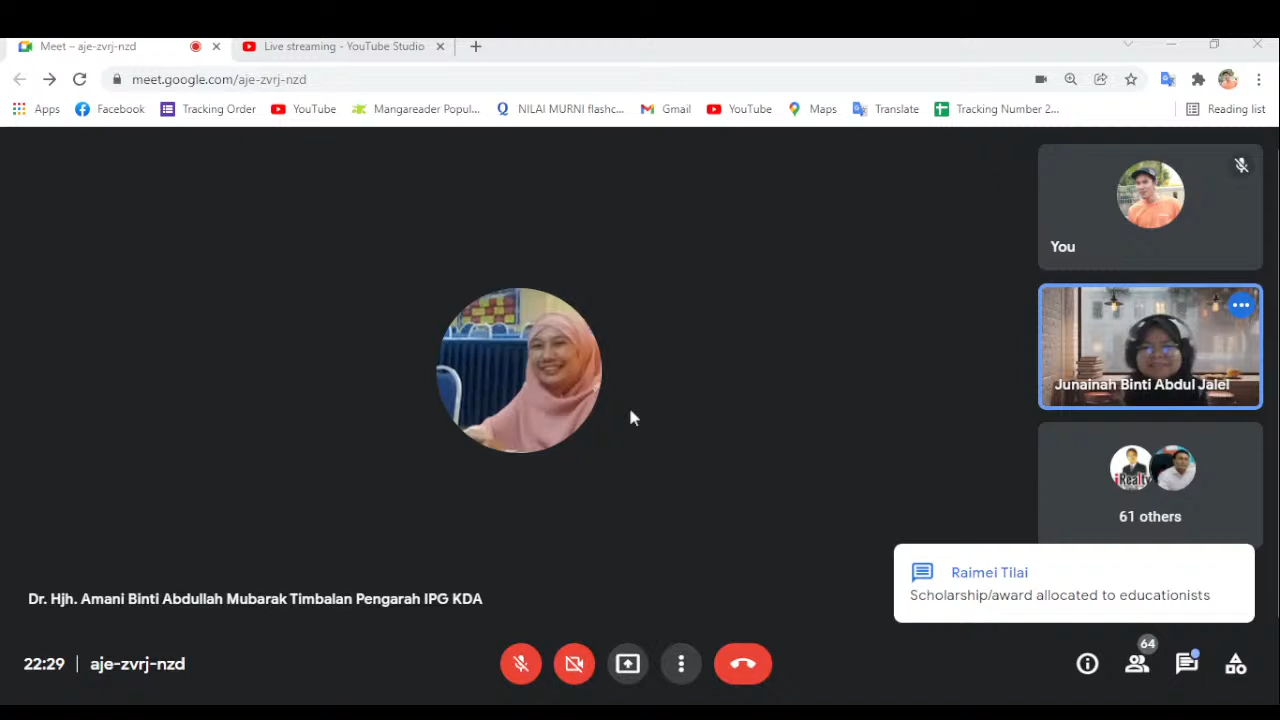 Meet – aje-zvrj-nzd
Live streaming - YouTube Studio
meet.google.com/aje-zvrj-nzd
Apps
Facebook
Tracking Order
YouTube
Mangareader Popul...
NILAI MURNI flashc...
Gmail
YouTube
Maps
Translate
Tracking Number 2...
Reading list
You
Junainah Binti Abdul Jalel
iRealty
61 others
Raimei Tilai
Scholarship/award allocated to educationists
Dr. Hjh. Amani Binti Abdullah Mubarak Timbalan Pengarah IPG KDA
22:29
aje-zvrj-nzd
64